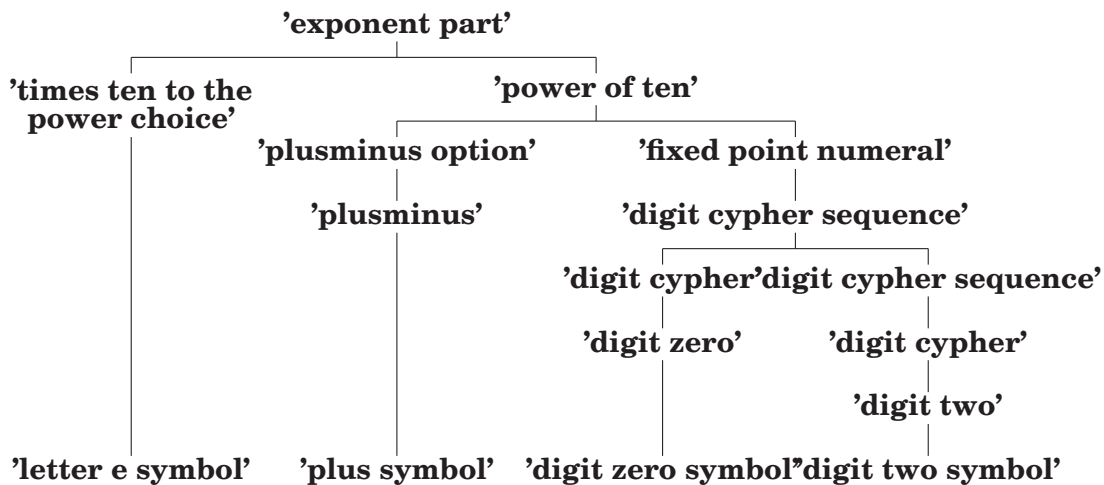 ’exponent part’
’times ten to the
power choice’
’power of ten’
’plusminus option’
’fixed point numeral’
’plusminus’
’digit cypher sequence’
’digit cypher’
’digit cypher sequence’
’digit zero’
’digit cypher’
’digit two’
’letter e symbol’
’plus symbol’
’digit zero symbol’
’digit two symbol’